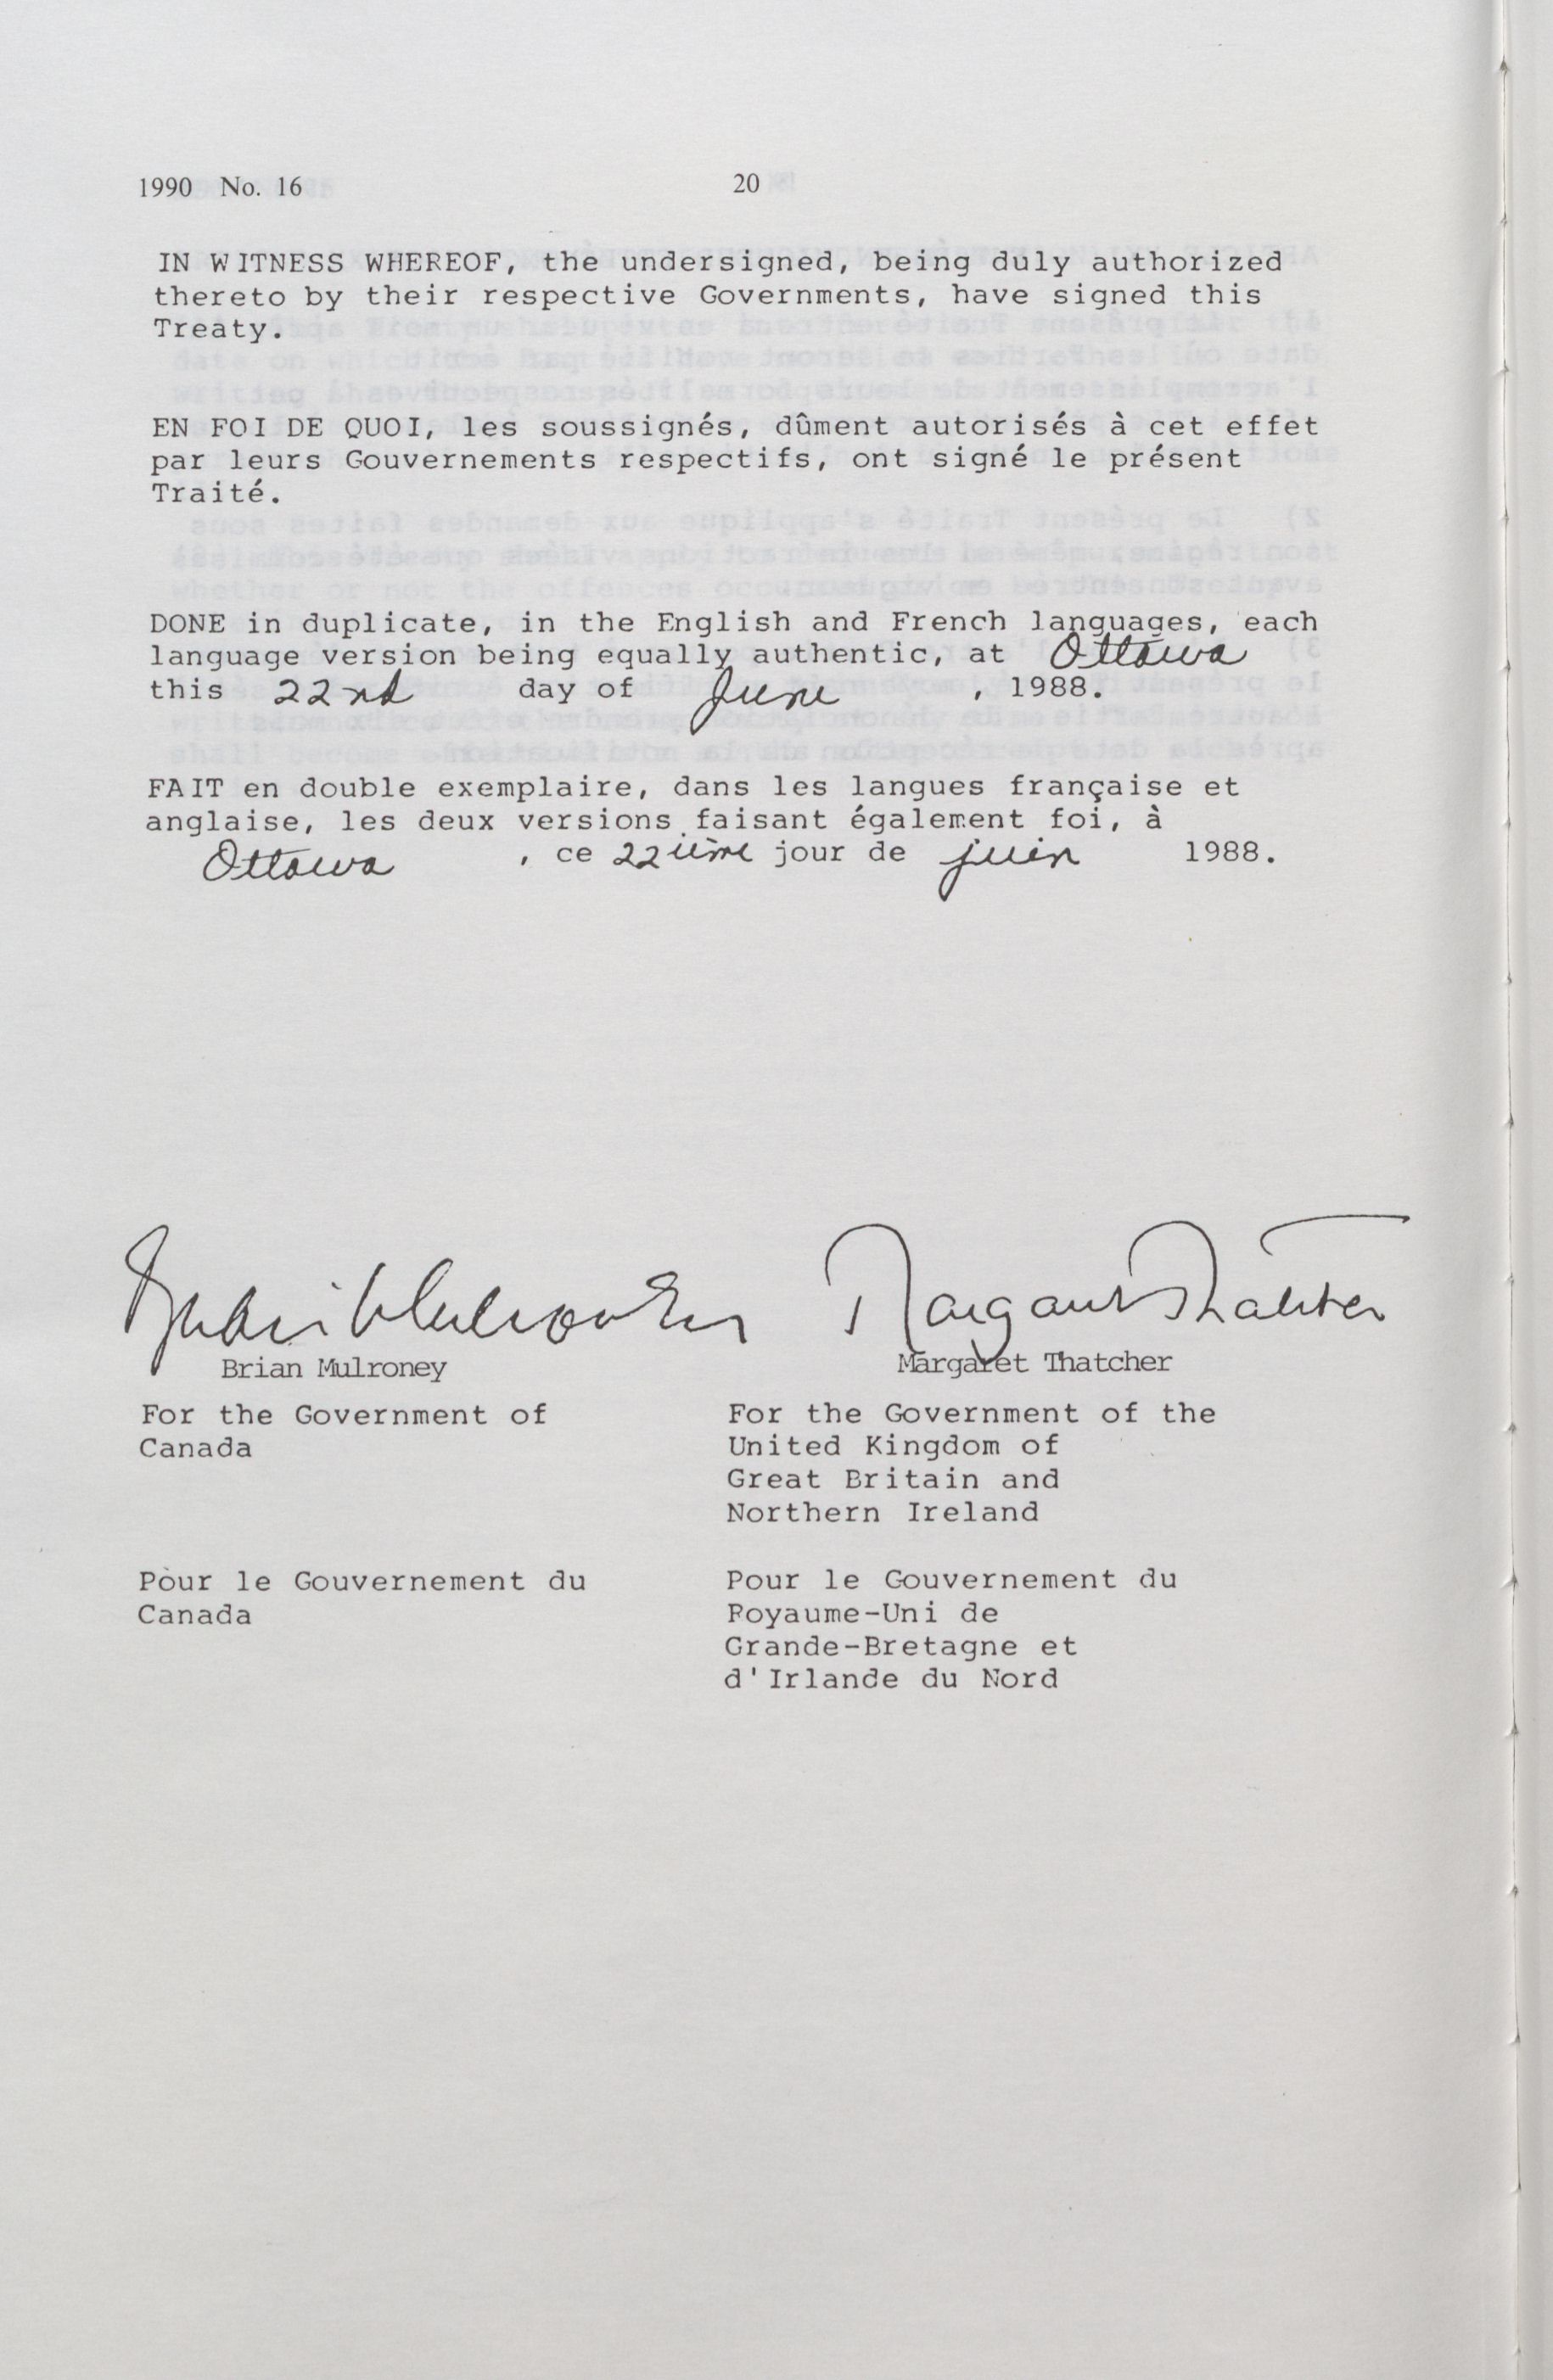 1990 No. 16
20
IN WITNESS WHEREOF, the undersigned, being duly authorized
thereto by their respective Governments, have signed this
Treaty.
EN FOI DE QUOI, les soussignés, dûment autorisés à cet effet
par leurs Gouvernements respectifs, ont signé le présent
Traité.
DONE in duplicate, in the English and French languages, each
language version being equally authentic, at Ottawa
this 22nd day of June , 1988.
FAIT en double exemplaire, dans les langues française et
anglaise, les deux versions faisant également foi, à
Ottawa , ce 22ième jour de juin 1988.
Brian Mulroney Margaret Thatcher
Brian Mulroney
Margaret Thatcher
For the Government of
Canada
For the Government of the
United Kingdom of
Great Britain and
Northern Ireland
Pour le Gouvernement du
Canada
Pour le Gouvernement du
Royaume-Uni de
Grande-Bretagne et
d'Irlande du Nord